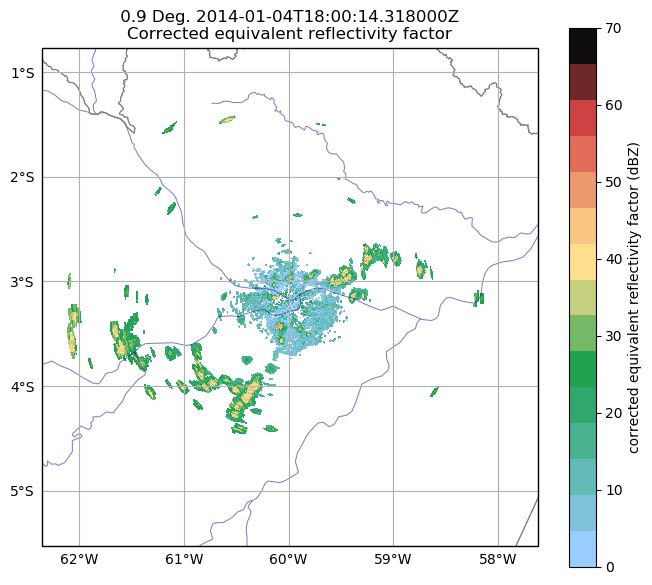 0.9 Deg. 2014-01-04T18:00:14.318000Z
Corrected equivalent reflectivity factor
1°S
2°S
3°S
4°S
5°S
62°W 61°W 60°W 59°W 58°W
70
60
50
40
30
20
10
0
corrected equivalent reflectivity factor (dBZ)